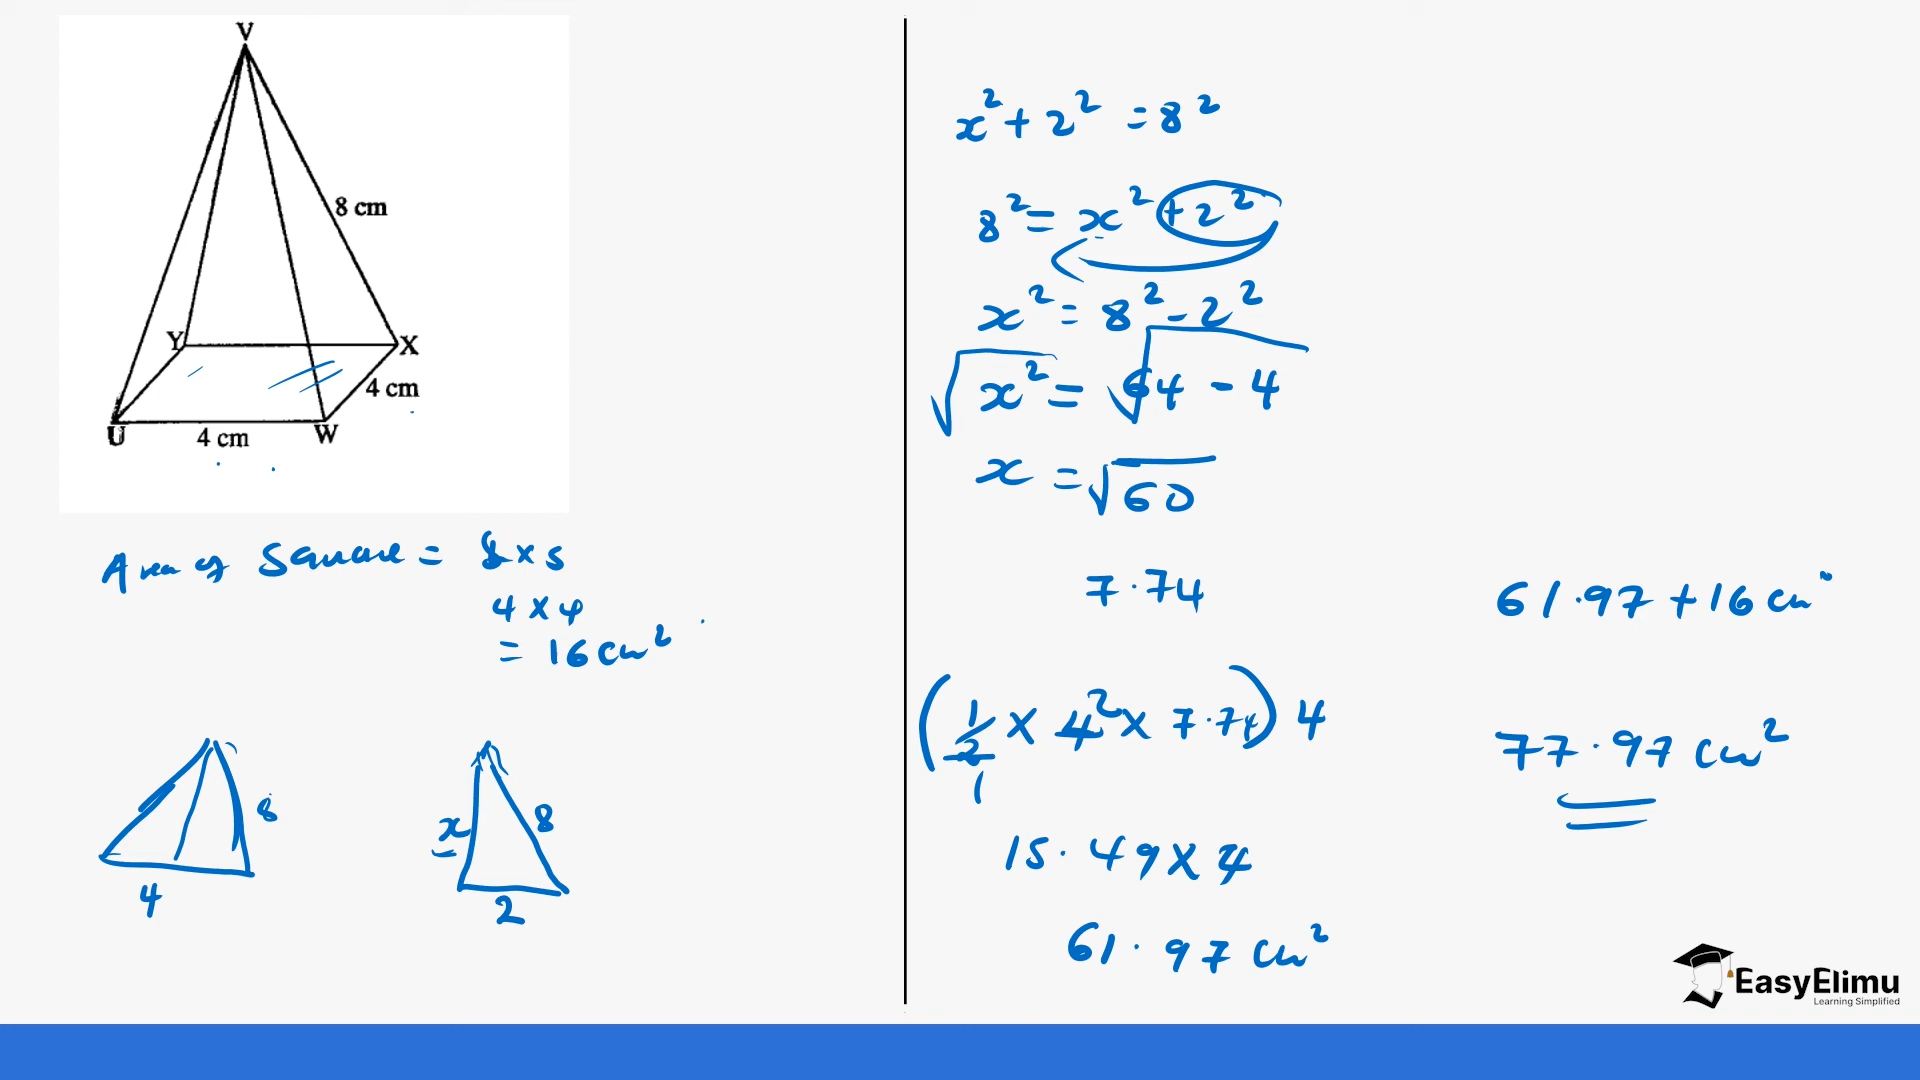 V
8 cm
Y
X
4 cm
U
4 cm
W
Area of Square = s x s
4 x 4
= 16 cm²
8
4
x
8
2
x² + 2² = 8²
8² = x² + 2²
x² = 8² - 2²
√x² = √64 - 4
x = √60
7.74
(1/2 x 4² x 7.74) 4
1
15.49 x 4
61.97 cm²
61.97 + 16 cm²
77.97 cm²
EasyElimu
Learning Simplified